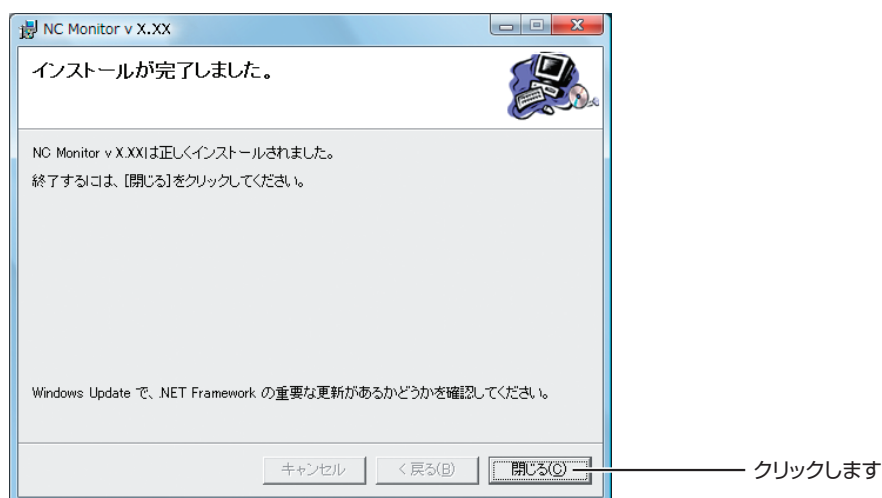 NC Monitor v X.XX
インストールが完了しました。
NC Monitor v X.XXは正しくインストールされました。
終了するには、[閉じる]をクリックしてください。
Windows Update で、.NET Framework の重要な更新があるかどうかを確認してください。
キャンセル
< 戻る(B)
閉じる(C)
クリックします